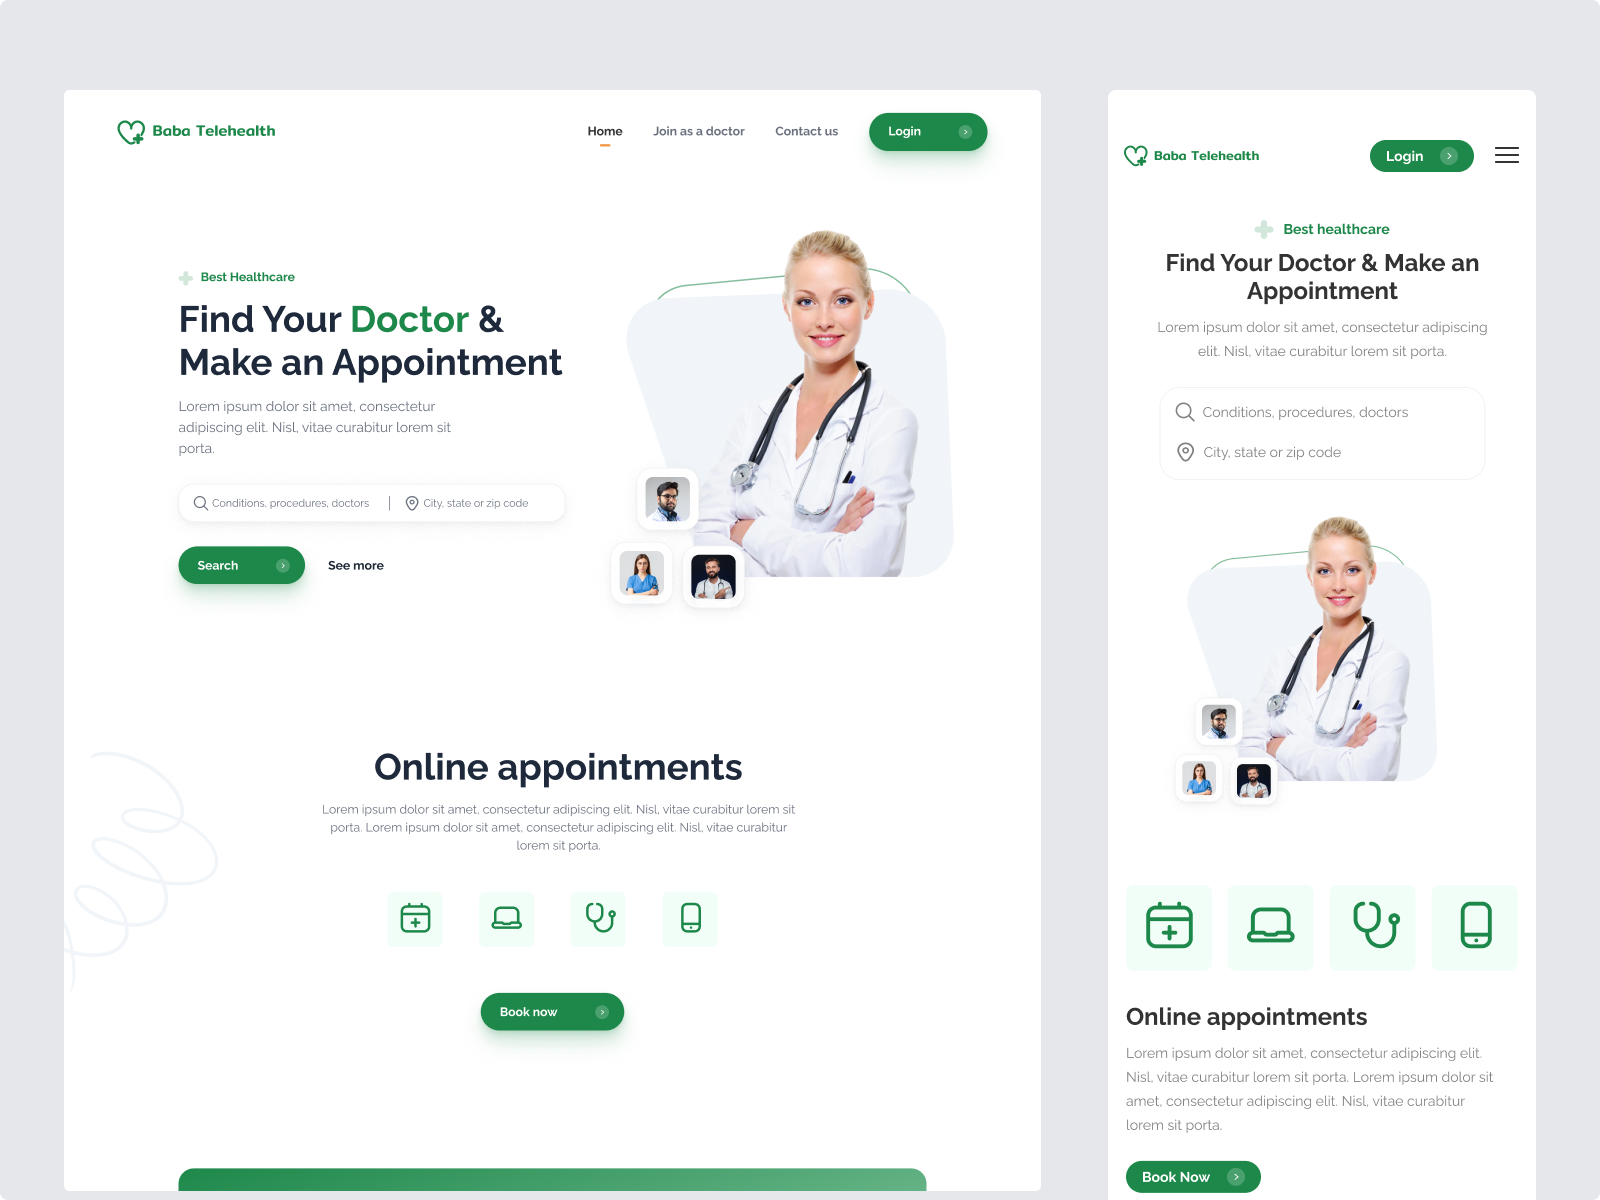 Baba Telehealth
Home
Join as a doctor
Contact us
Login
Best Healthcare
Find Your Doctor &
Make an Appointment
Lorem ipsum dolor sit amet, consectetur
adipiscing elit. Nisl, vitae curabitur lorem sit
porta.
Conditions, procedures, doctors
City, state or zip code
Search
See more
Online appointments
Lorem ipsum dolor sit amet, consectetur adipiscing elit. Nisl, vitae curabitur lorem sit
porta. Lorem ipsum dolor sit amet, consectetur adipiscing elit. Nisl, vitae curabitur
lorem sit porta.
Book now
Baba Telehealth
Login
Best healthcare
Find Your Doctor & Make an
Appointment
Lorem ipsum dolor sit amet, consectetur adipiscing
elit. Nisl, vitae curabitur lorem sit porta.
Conditions, procedures, doctors
City, state or zip code
Online appointments
Lorem ipsum dolor sit amet, consectetur adipiscing elit.
Nisl, vitae curabitur lorem sit porta. Lorem ipsum dolor sit
amet, consectetur adipiscing elit. Nisl, vitae curabitur
lorem sit porta.
Book Now